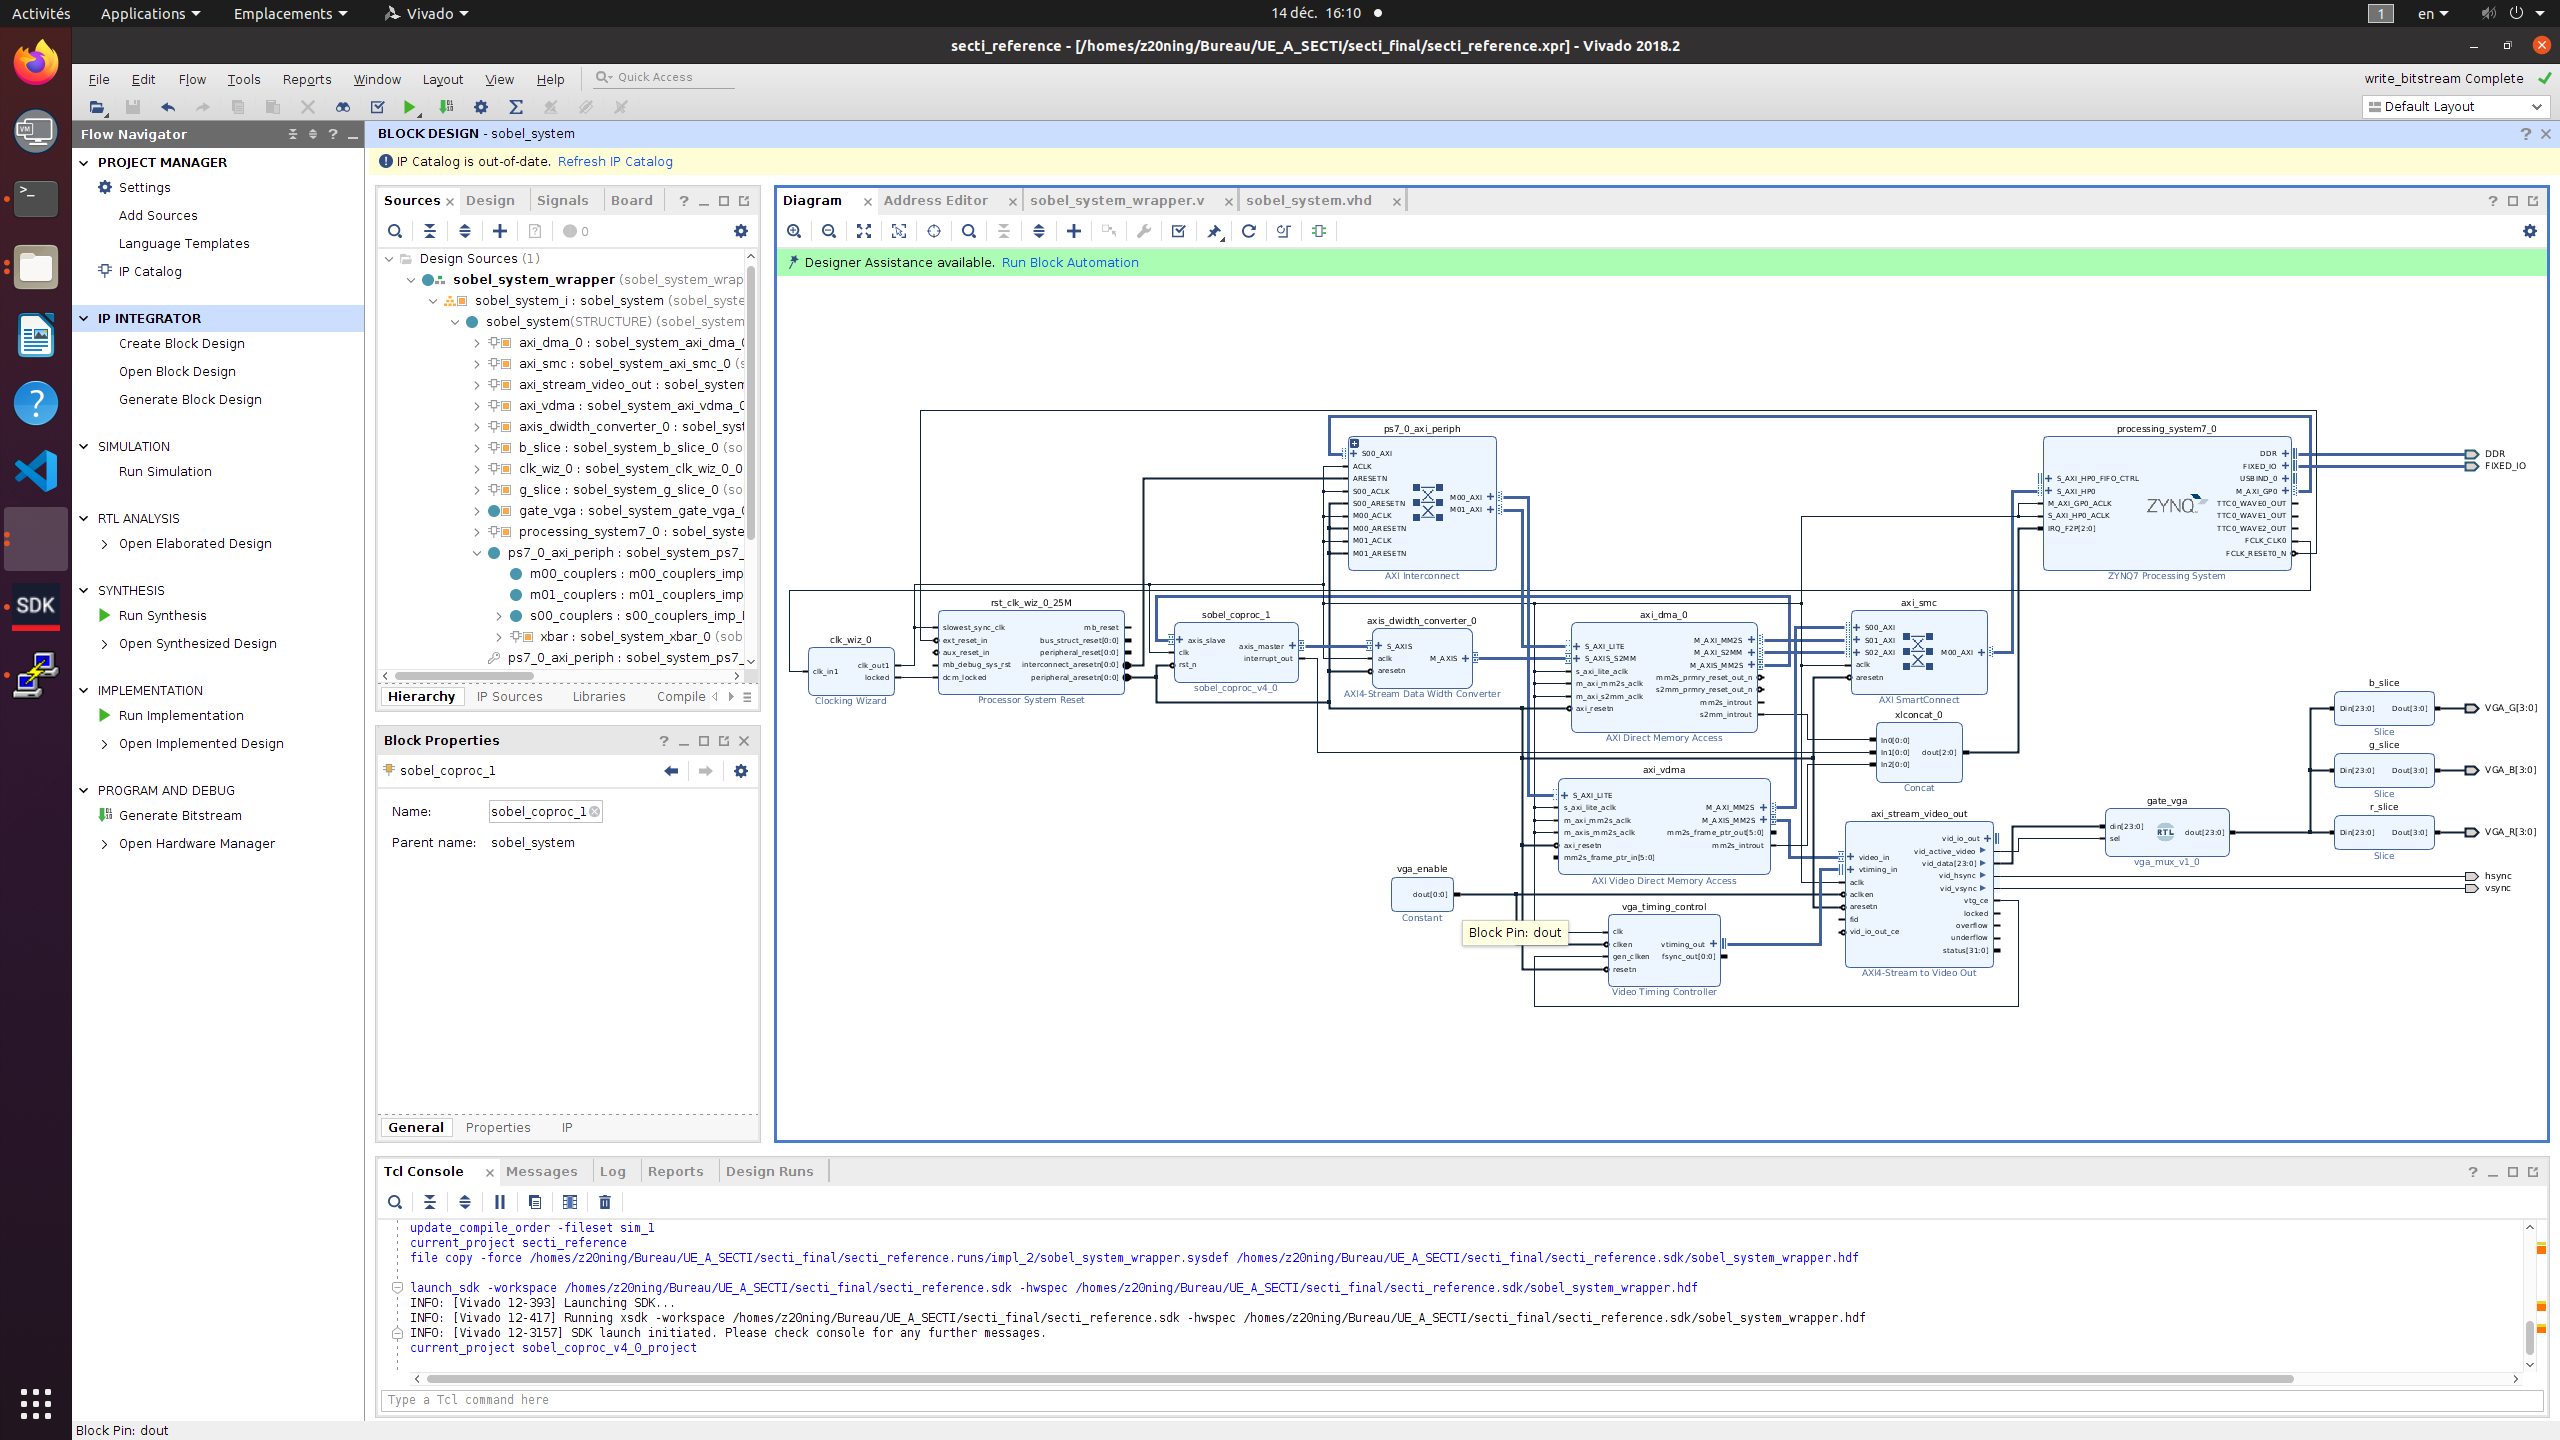 Activités Applications Emplacements Vivado 14 déc. 16:10 1 en
secti_reference - [/homes/z20ning/Bureau/UE_A_SECTI/secti_final/secti_reference.xpr] - Vivado 2018.2
File Edit Flow Tools Reports Window Layout View Help Quick Access write_bitstream Complete
Default Layout
Flow Navigator
PROJECT MANAGER
Settings
Add Sources
Language Templates
IP Catalog
IP INTEGRATOR
Create Block Design
Open Block Design
Generate Block Design
SIMULATION
Run Simulation
RTL ANALYSIS
Open Elaborated Design
SYNTHESIS
Run Synthesis
Open Synthesized Design
IMPLEMENTATION
Run Implementation
Open Implemented Design
PROGRAM AND DEBUG
Generate Bitstream
Open Hardware Manager
SDK
BLOCK DESIGN - sobel_system
IP Catalog is out-of-date. Refresh IP Catalog
Sources Design Signals Board
0
Design Sources (1)
sobel_system_wrapper (sobel_system_wrap
sobel_system_i : sobel_system (sobel_syste
sobel_system(STRUCTURE) (sobel_system
axi_dma_0 : sobel_system_axi_dma_0
axi_smc : sobel_system_axi_smc_0 (s
axi_stream_video_out : sobel_system
axi_vdma : sobel_system_axi_vdma_0
axis_dwidth_converter_0 : sobel_syst
b_slice : sobel_system_b_slice_0 (so
clk_wiz_0 : sobel_system_clk_wiz_0_0
g_slice : sobel_system_g_slice_0 (so
gate_vga : sobel_system_gate_vga_0
processing_system7_0 : sobel_syste
ps7_0_axi_periph : sobel_system_ps7_
m00_couplers : m00_couplers_imp
m01_couplers : m01_couplers_imp
s00_couplers : s00_couplers_imp_
xbar : sobel_system_xbar_0 (sob
ps7_0_axi_periph : sobel_system_ps7_
Hierarchy IP Sources Libraries Compile
Block Properties
sobel_coproc_1
Name: sobel_coproc_1
Parent name: sobel_system
General Properties IP
Diagram Address Editor sobel_system_wrapper.v sobel_system.vhd
Designer Assistance available. Run Block Automation
ps7_0_axi_periph
S00_AXI
ACLK
ARESETN
S00_ACLK
S00_ARESETN
M00_ACLK
M00_ARESETN
M01_ACLK
M01_ARESETN
M00_AXI
M01_AXI
AXI Interconnect
processing_system7_0
S_AXI_HP0_FIFO_CTRL
S_AXI_HP0
M_AXI_GP0_ACLK
S_AXI_HP0_ACLK
IRQ_F2P[2:0]
ZYNQ
DDR
FIXED_IO
USBIND_0
M_AXI_GP0
TTC0_WAVE0_OUT
TTC0_WAVE1_OUT
TTC0_WAVE2_OUT
FCLK_CLK0
FCLK_RESET0_N
ZYNQ7 Processing System
DDR
FIXED_IO
clk_wiz_0
clk_in1
clk_out1
locked
Clocking Wizard
rst_clk_wiz_0_25M
slowest_sync_clk
ext_reset_in
aux_reset_in
mb_debug_sys_rst
dcm_locked
mb_reset
bus_struct_reset[0:0]
peripheral_reset[0:0]
interconnect_aresetn[0:0]
peripheral_aresetn[0:0]
Processor System Reset
sobel_coproc_1
axis_slave
clk
rst_n
axis_master
interrupt_out
sobel_coproc_v4_0
axis_dwidth_converter_0
S_AXIS
aclk
aresetn
M_AXIS
AXI4-Stream Data Width Converter
axi_dma_0
S_AXI_LITE
S_AXIS_S2MM
s_axi_lite_aclk
m_axi_mm2s_aclk
m_axi_s2mm_aclk
axi_resetn
M_AXI_MM2S
M_AXI_S2MM
M_AXIS_MM2S
mm2s_prmry_reset_out_n
s2mm_prmry_reset_out_n
mm2s_introut
s2mm_introut
AXI Direct Memory Access
axi_smc
S00_AXI
S01_AXI
S02_AXI
aclk
aresetn
M00_AXI
AXI SmartConnect
xlconcat_0
In0[0:0]
In1[0:0]
In2[0:0]
dout[2:0]
Concat
axi_vdma
S_AXI_LITE
s_axi_lite_aclk
m_axi_mm2s_aclk
m_axis_mm2s_aclk
axi_resetn
mm2s_frame_ptr_in[5:0]
M_AXI_MM2S
M_AXIS_MM2S
mm2s_frame_ptr_out[5:0]
mm2s_introut
AXI Video Direct Memory Access
vga_enable
dout[0:0]
Constant
Block Pin: dout
vga_timing_control
clk
clken
gen_clken
resetn
vtiming_out
fsync_out[0:0]
Video Timing Controller
axi_stream_video_out
video_in
vtiming_in
aclk
aclken
aresetn
fid
vid_io_out_ce
vid_io_out
vid_active_video
vid_data[23:0]
vid_hsync
vid_vsync
vtg_ce
locked
overflow
underflow
status[31:0]
AXI4-Stream to Video Out
gate_vga
din[23:0]
sel
RTL
dout[23:0]
vga_mux_v1_0
b_slice
Din[23:0] Dout[3:0]
Slice
VGA_G[3:0]
g_slice
Din[23:0] Dout[3:0]
Slice
VGA_B[3:0]
r_slice
Din[23:0] Dout[3:0]
Slice
VGA_R[3:0]
hsync
vsync
Tcl Console Messages Log Reports Design Runs
update_compile_order -fileset sim_1
current_project secti_reference
file copy -force /homes/z20ning/Bureau/UE_A_SECTI/secti_final/secti_reference.runs/impl_2/sobel_system_wrapper.sysdef /homes/z20ning/Bureau/UE_A_SECTI/secti_final/secti_reference.sdk/sobel_system_wrapper.hdf
launch_sdk -workspace /homes/z20ning/Bureau/UE_A_SECTI/secti_final/secti_reference.sdk -hwspec /homes/z20ning/Bureau/UE_A_SECTI/secti_final/secti_reference.sdk/sobel_system_wrapper.hdf
INFO: [Vivado 12-393] Launching SDK...
INFO: [Vivado 12-417] Running xsdk -workspace /homes/z20ning/Bureau/UE_A_SECTI/secti_final/secti_reference.sdk -hwspec /homes/z20ning/Bureau/UE_A_SECTI/secti_final/secti_reference.sdk/sobel_system_wrapper.hdf
INFO: [Vivado 12-3157] SDK launch initiated. Please check console for any further messages.
current_project sobel_coproc_v4_0_project
Type a Tcl command here
Block Pin: dout